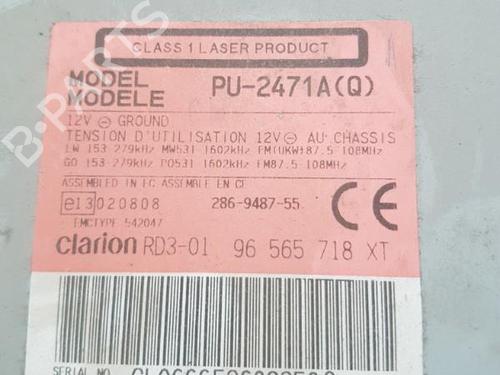 CLASS 1 LASER PRODUCT
MODEL
MODELE
PU-2471A(Q)
12V ⊖ GROUND
TENSION D'UTILISATION 12V ⊖ AU CHASSIS
LW 153-279kHz MW531-1602kHz FM(UKW)87.5-108MHz
GO 153-279kHz PO531-1602kHz FM87.5-108MHz
ASSEMBLED IN EC ASSEMBLE EN CE
e13 020808
286-9487-55
CE
EMCTYPE 542047
clarion RD3-01 96 565 718 XT
SERIAL NO
B-PARTS